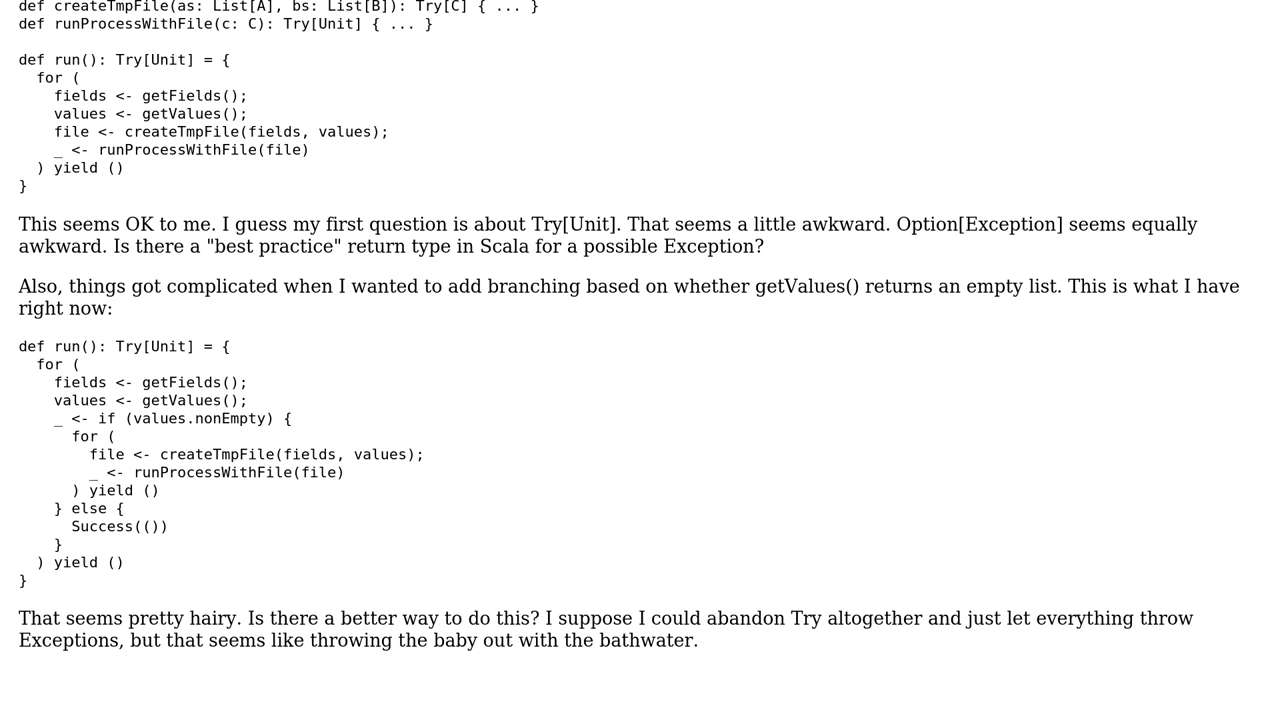 def createTmpFile(as: List[A], bs: List[B]): Try[C] { ... }
def runProcessWithFile(c: C): Try[Unit] { ... }
def run(): Try[Unit] = {
  for (
    fields <- getFields();
    values <- getValues();
    file <- createTmpFile(fields, values);
    _ <- runProcessWithFile(file)
  ) yield ()
}
This seems OK to me. I guess my first question is about Try[Unit]. That seems a little awkward. Option[Exception] seems equally
awkward. Is there a "best practice" return type in Scala for a possible Exception?
Also, things got complicated when I wanted to add branching based on whether getValues() returns an empty list. This is what I have
right now:
def run(): Try[Unit] = {
  for (
    fields <- getFields();
    values <- getValues();
    _ <- if (values.nonEmpty) {
      for (
        file <- createTmpFile(fields, values);
        _ <- runProcessWithFile(file)
      ) yield ()
    } else {
      Success(())
    }
  ) yield ()
}
That seems pretty hairy. Is there a better way to do this? I suppose I could abandon Try altogether and just let everything throw
Exceptions, but that seems like throwing the baby out with the bathwater.